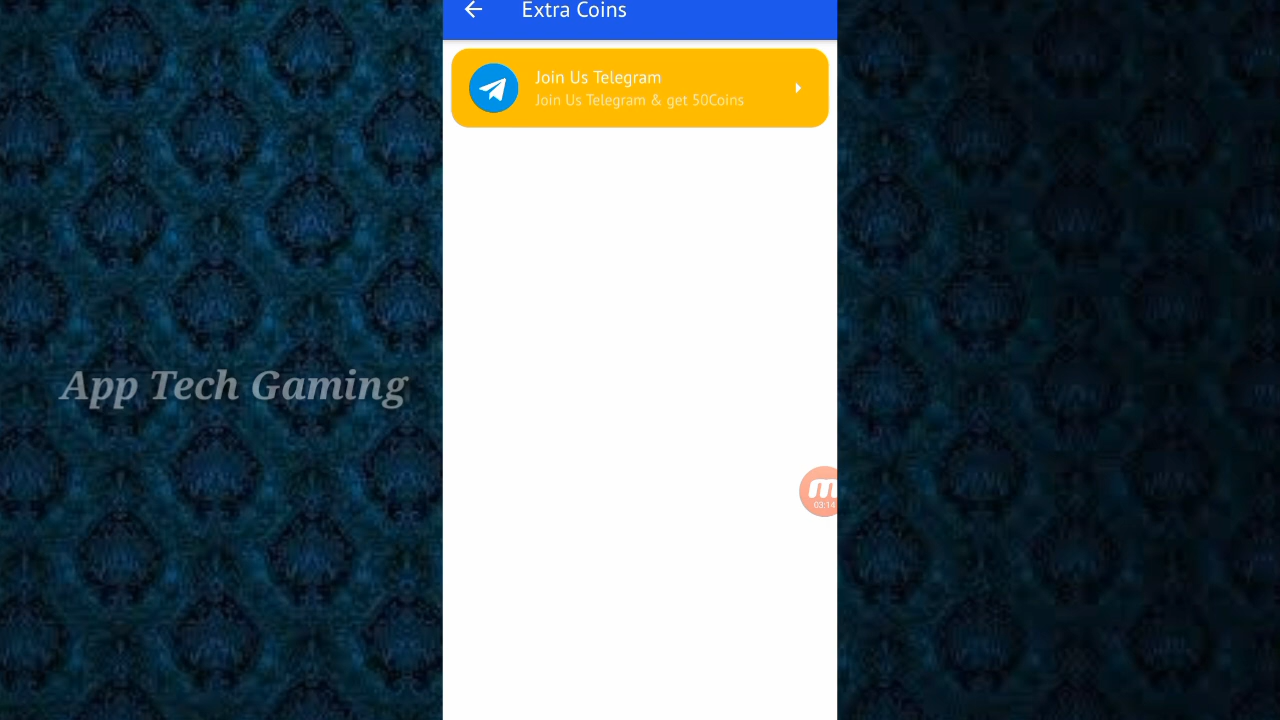 Extra Coins
Join Us Telegram
Join Us Telegram & get 50Coins
App Tech Gaming
03:14